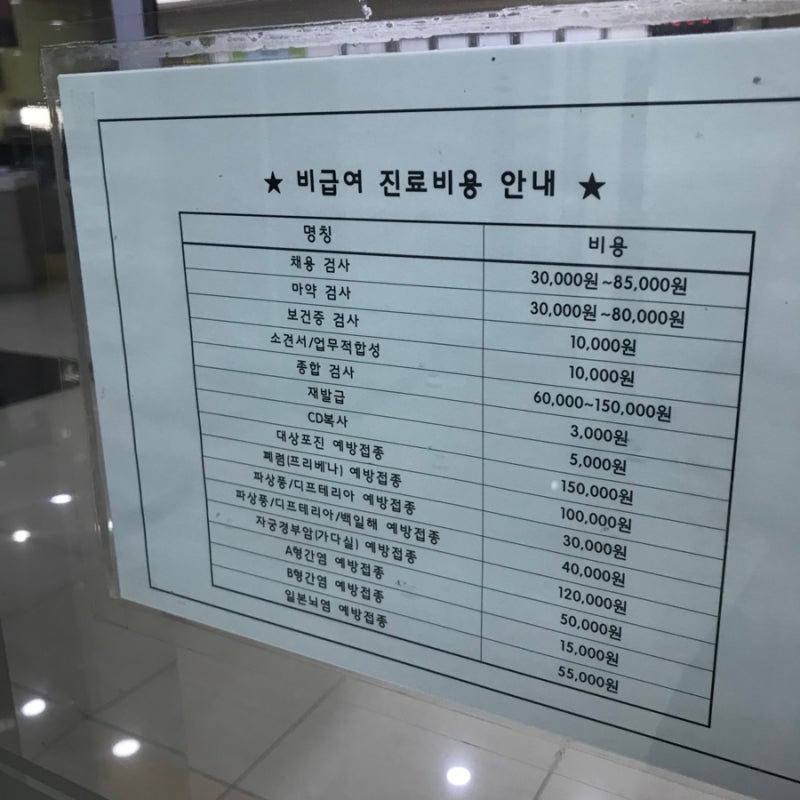 ★ 비급여 진료비용 안내 ★
명칭 비용
채용 검사 30,000원~85,000원
마약 검사 30,000원~80,000원
보건증 검사 10,000원
소견서/업무적합성 10,000원
종합 검사 60,000~150,000원
재발급 3,000원
CD복사 5,000원
대상포진 예방접종 150,000원
폐렴(프리베나) 예방접종 100,000원
파상풍/디프테리아 예방접종 30,000원
파상풍/디프테리아/백일해 예방접종 40,000원
자궁경부암(가다실) 예방접종 120,000원
A형간염 예방접종 50,000원
B형간염 예방접종 15,000원
일본뇌염 예방접종 55,000원